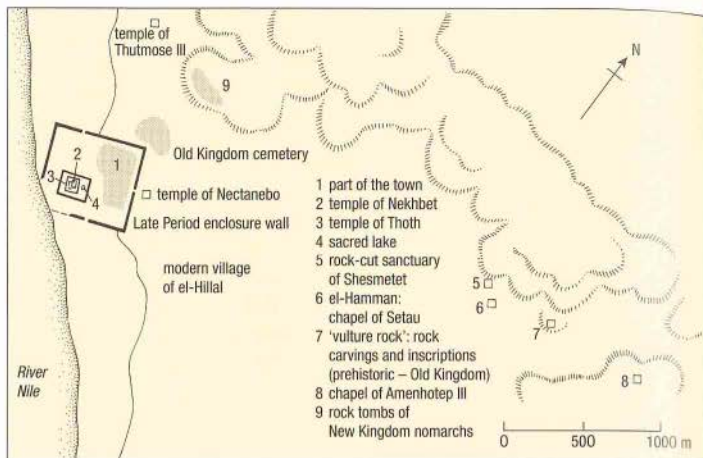 temple of
Thutmose III
N
9
Old Kingdom cemetery
1
2
3
4
temple of Nectanebo
Late Period enclosure wall
modern village
of el-Hillal
River
Nile
1 part of the town
2 temple of Nekhbet
3 temple of Thoth
4 sacred lake
5 rock-cut sanctuary
of Shesmetet
6 el-Hamman:
chapel of Setau
7 'vulture rock': rock
carvings and inscriptions
(prehistoric – Old Kingdom)
8 chapel of Amenhotep III
9 rock tombs of
New Kingdom nomarchs
5
6
7
8
0 500 1000 m